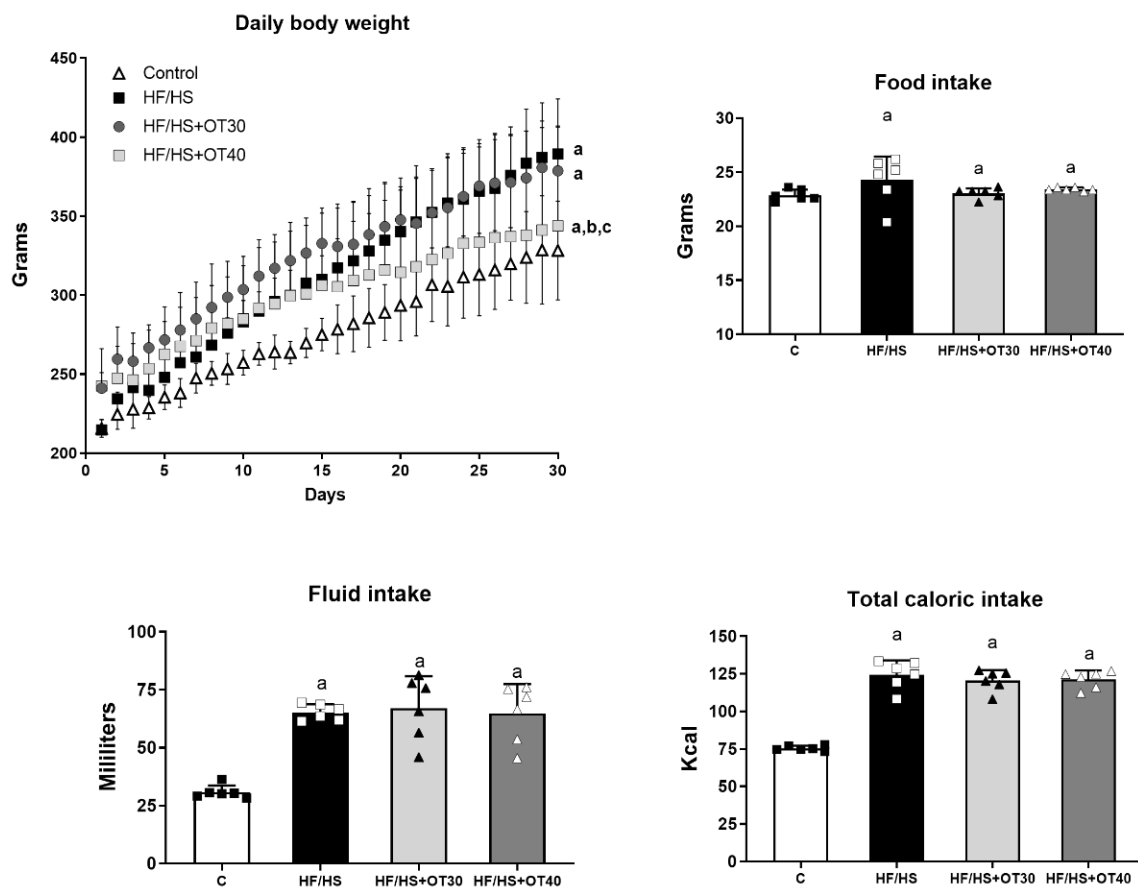 Daily body weight
450
400
350
300
250
200
Grams
Control
HF/HS
HF/HS+OT30
HF/HS+OT40
a
a
a,b,c
0
5
10
15
20
25
30
Days
Food intake
30
25
20
15
10
Grams
a
a
a
C
HF/HS
HF/HS+OT30
HF/HS+OT40
Fluid intake
100
75
50
25
0
Mililiters
a
a
a
C
HF/HS
HF/HS+OT30
HF/HS+OT40
Total caloric intake
150
125
100
75
50
25
0
Kcal
a
a
a
C
HF/HS
HF/HS+OT30
HF/HS+OT40